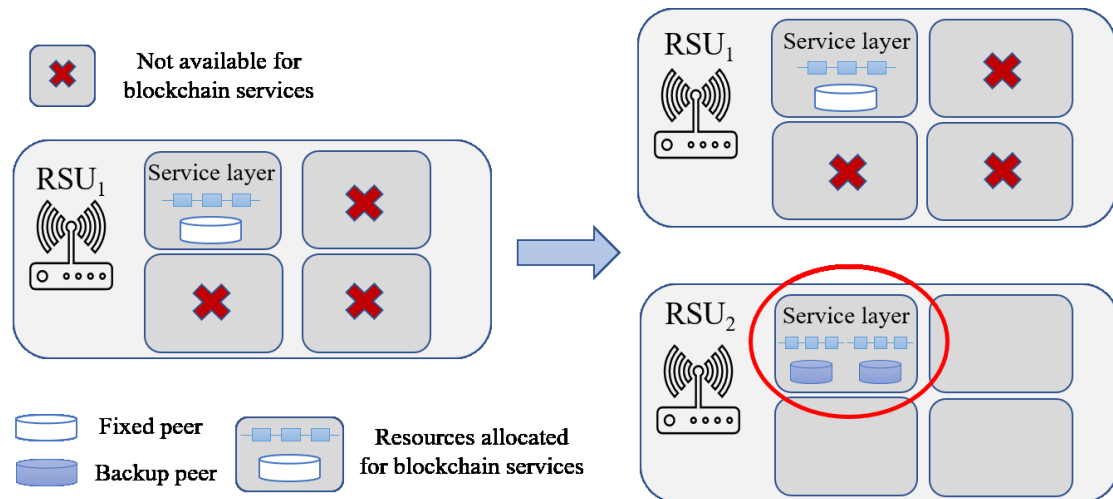 Not available for
blockchain services
RSU1
Service layer
Fixed peer
Backup peer
Resources allocated
for blockchain services
RSU1
Service layer
RSU2
Service layer